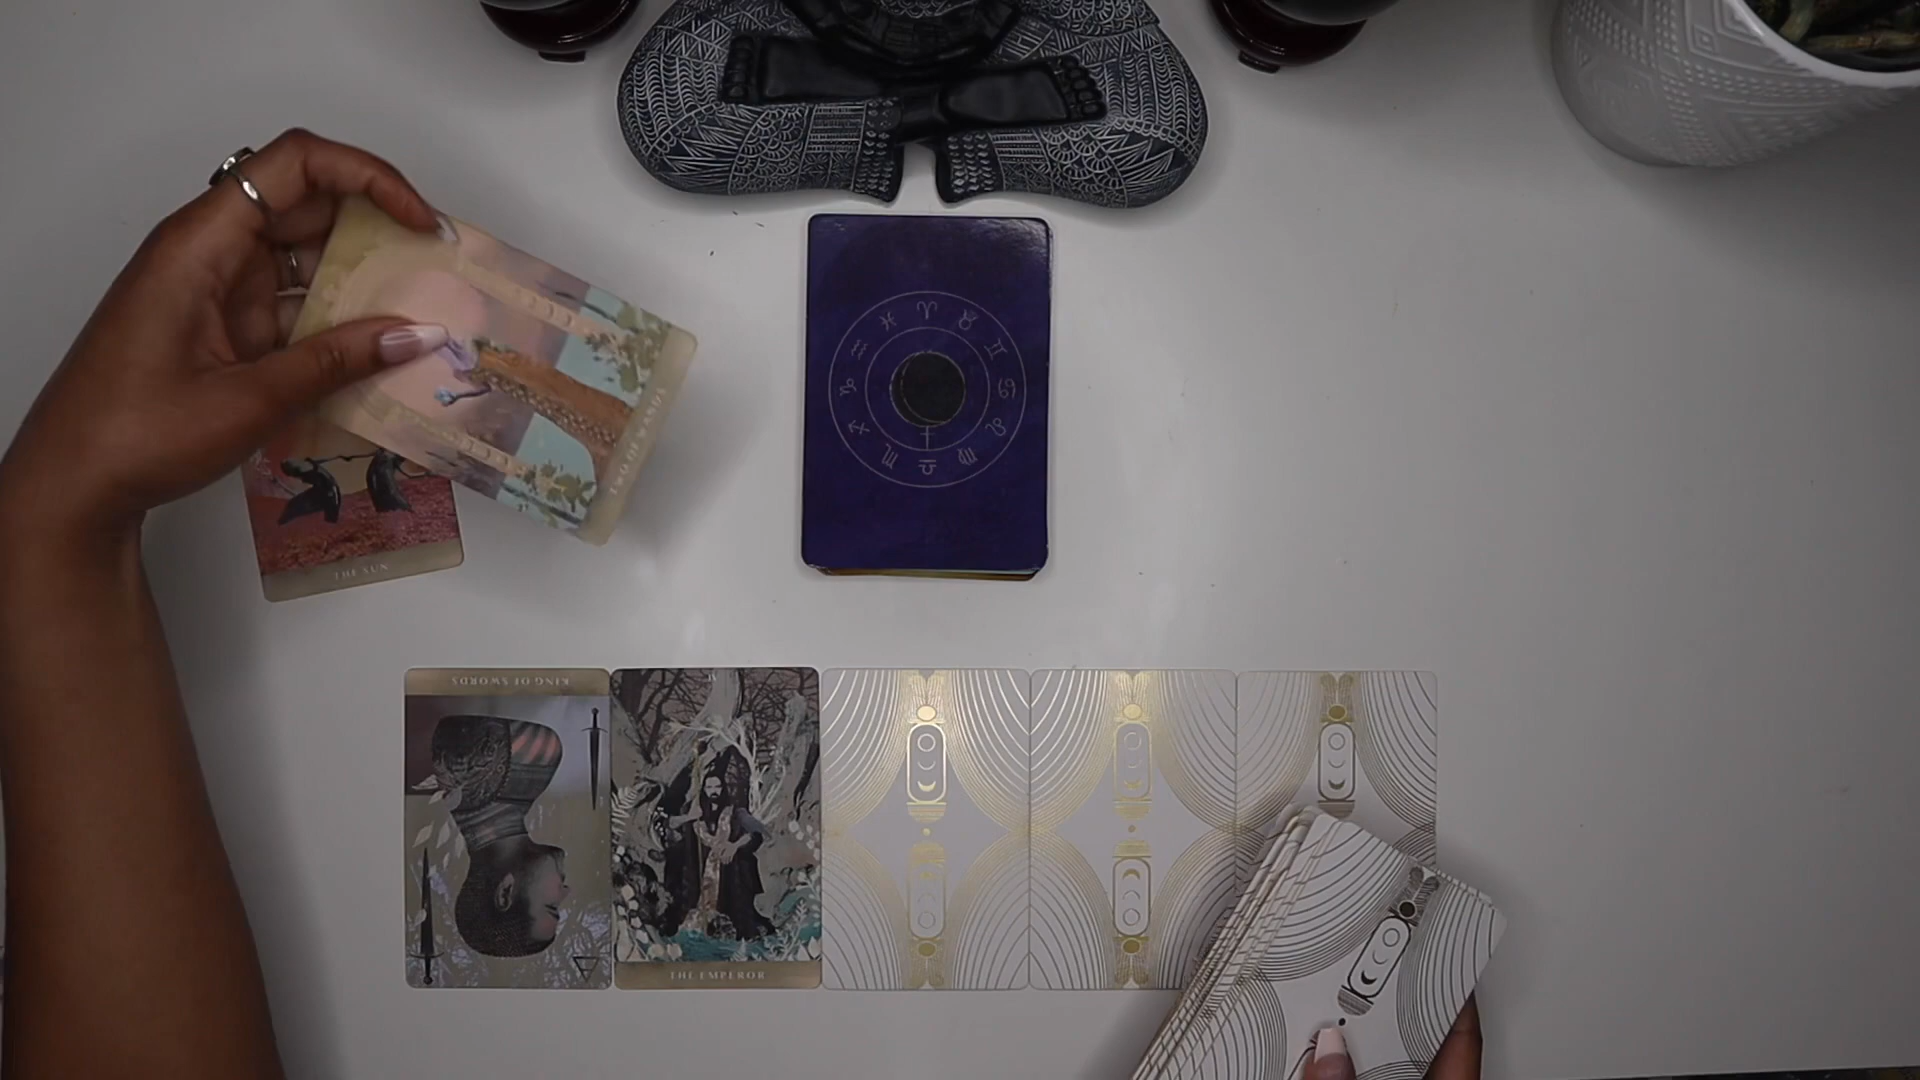 TWO OF WANDS
THE SUN
KING OF SWORDS
THE EMPEROR